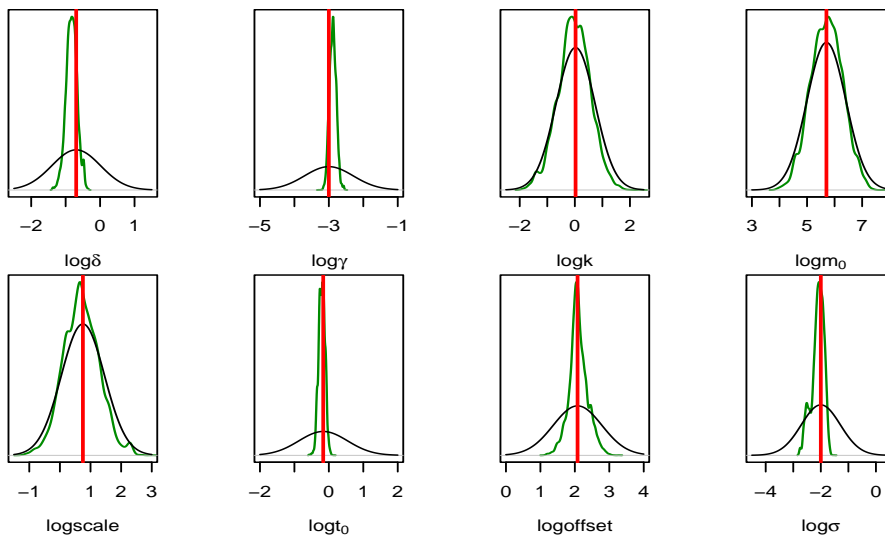 −2 0 1
−5 −3 −1
−2 0 2
3 5 7
logδ
logγ
logk
logm₀
−1 1 2 3
−2 0 1 2
0 1 2 3 4
−4 −2 0
logscale
logt₀
logoffset
logσ